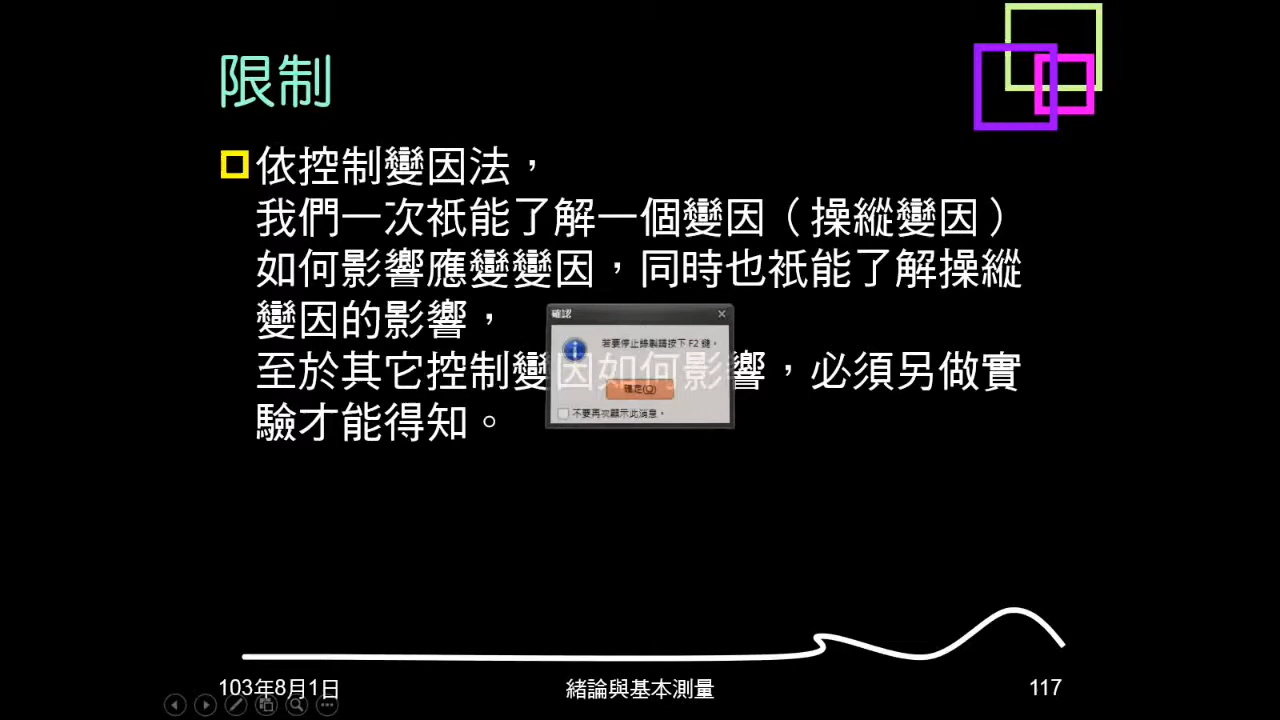 限制
依控制變因法，
我們一次祇能了解一個變因（操縱變因）
如何影響應變變因，同時也祇能了解操縱
變因的影響，
至於其它控制變因如何影響，必須另做實
驗才能得知。
確認
若要停止錄製請按下 F2 鍵。
確定(O)
不要再次顯示此消息。
103年8月1日
緒論與基本測量
117